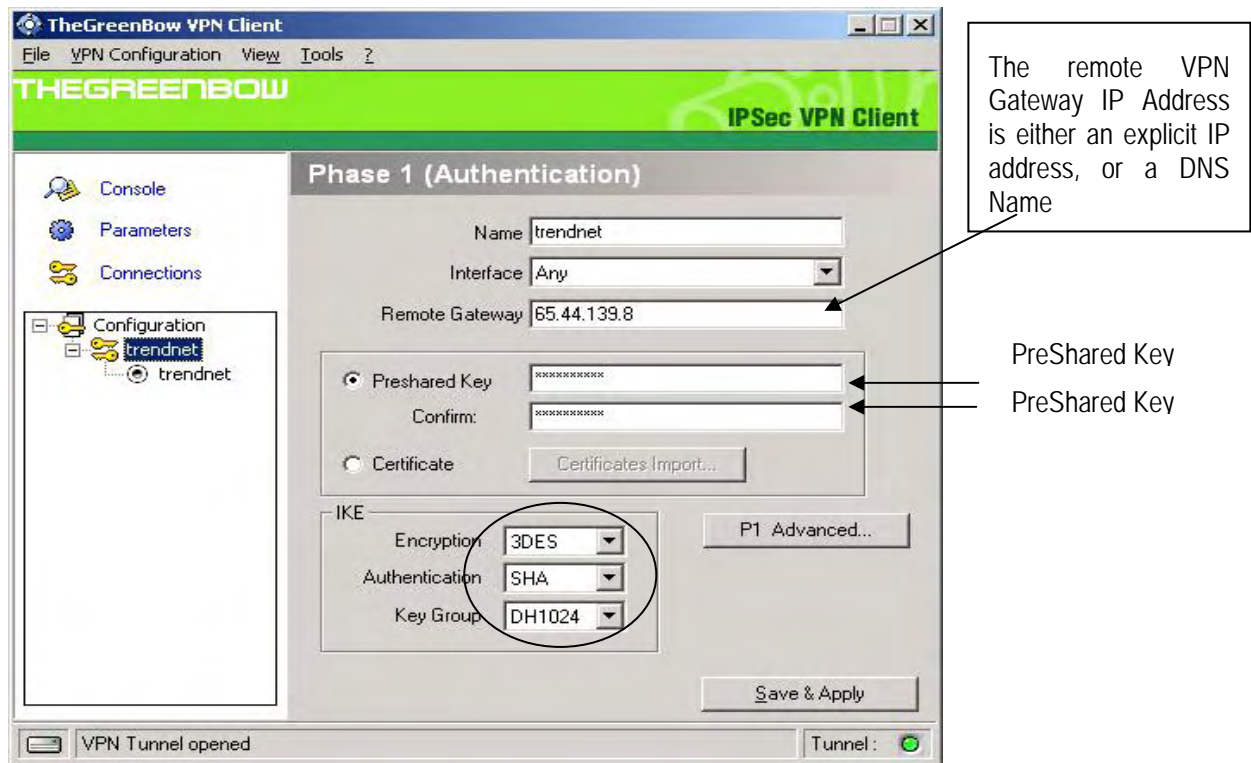 TheGreenBow VPN Client
File VPN Configuration View Tools ?
THEGREENBOW
IPSec VPN Client
Console
Parameters
Connections
Configuration
trendnet
trendnet
Phase 1 (Authentication)
Name trendnet
Interface Any
Remote Gateway 65.44.139.8
Preshared Key **********
Confirm: **********
Certificate Certificates Import...
IKE
Encryption 3DES
Authentication SHA
Key Group DH1024
P1 Advanced...
Save & Apply
VPN Tunnel opened
Tunnel :
The remote VPN
Gateway IP Address
is either an explicit IP
address, or a DNS
Name
PreShared Key
PreShared Key